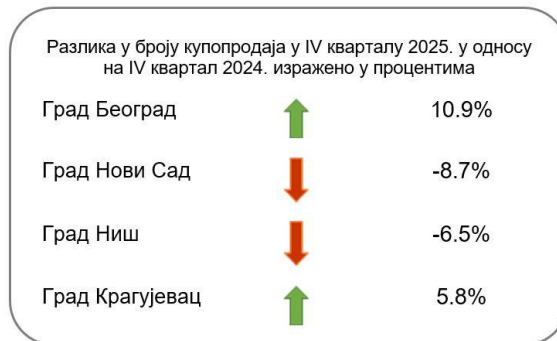 Разлика у броју купопродаја у IV кварталу 2025. у односу
на IV квартал 2024. изражено у процентима
Град Београд 10.9%
Град Нови Сад -8.7%
Град Ниш -6.5%
Град Крагујевац 5.8%